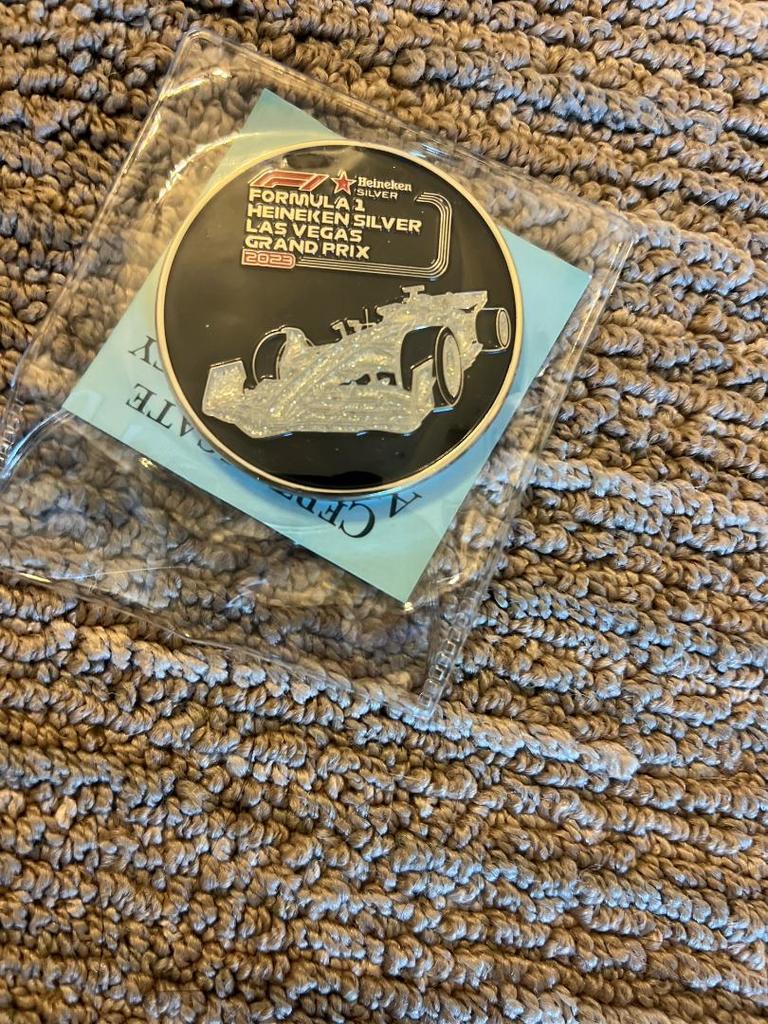 F1 Heineken
SILVER
FORMULA 1
HEINEKEN SILVER
LAS VEGAS
GRAND PRIX
2023